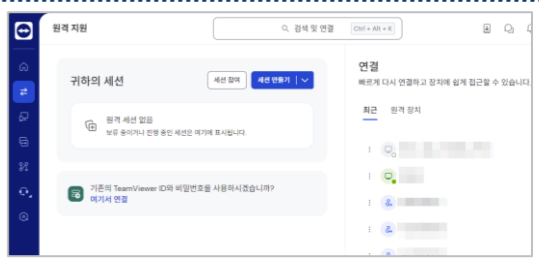 원격 지원
검색 및 연결
Ctrl + Alt + K
귀하의 세션
세션 참여
세션 만들기
원격 세션 없음
보류 중이거나 진행 중인 세션은 여기에 표시됩니다.
기존의 TeamViewer ID와 비밀번호를 사용하시겠습니까?
여기서 연결
연결
빠르게 다시 연결하고 장치에 쉽게 접근할 수 있습니다.
최근
원격 장치